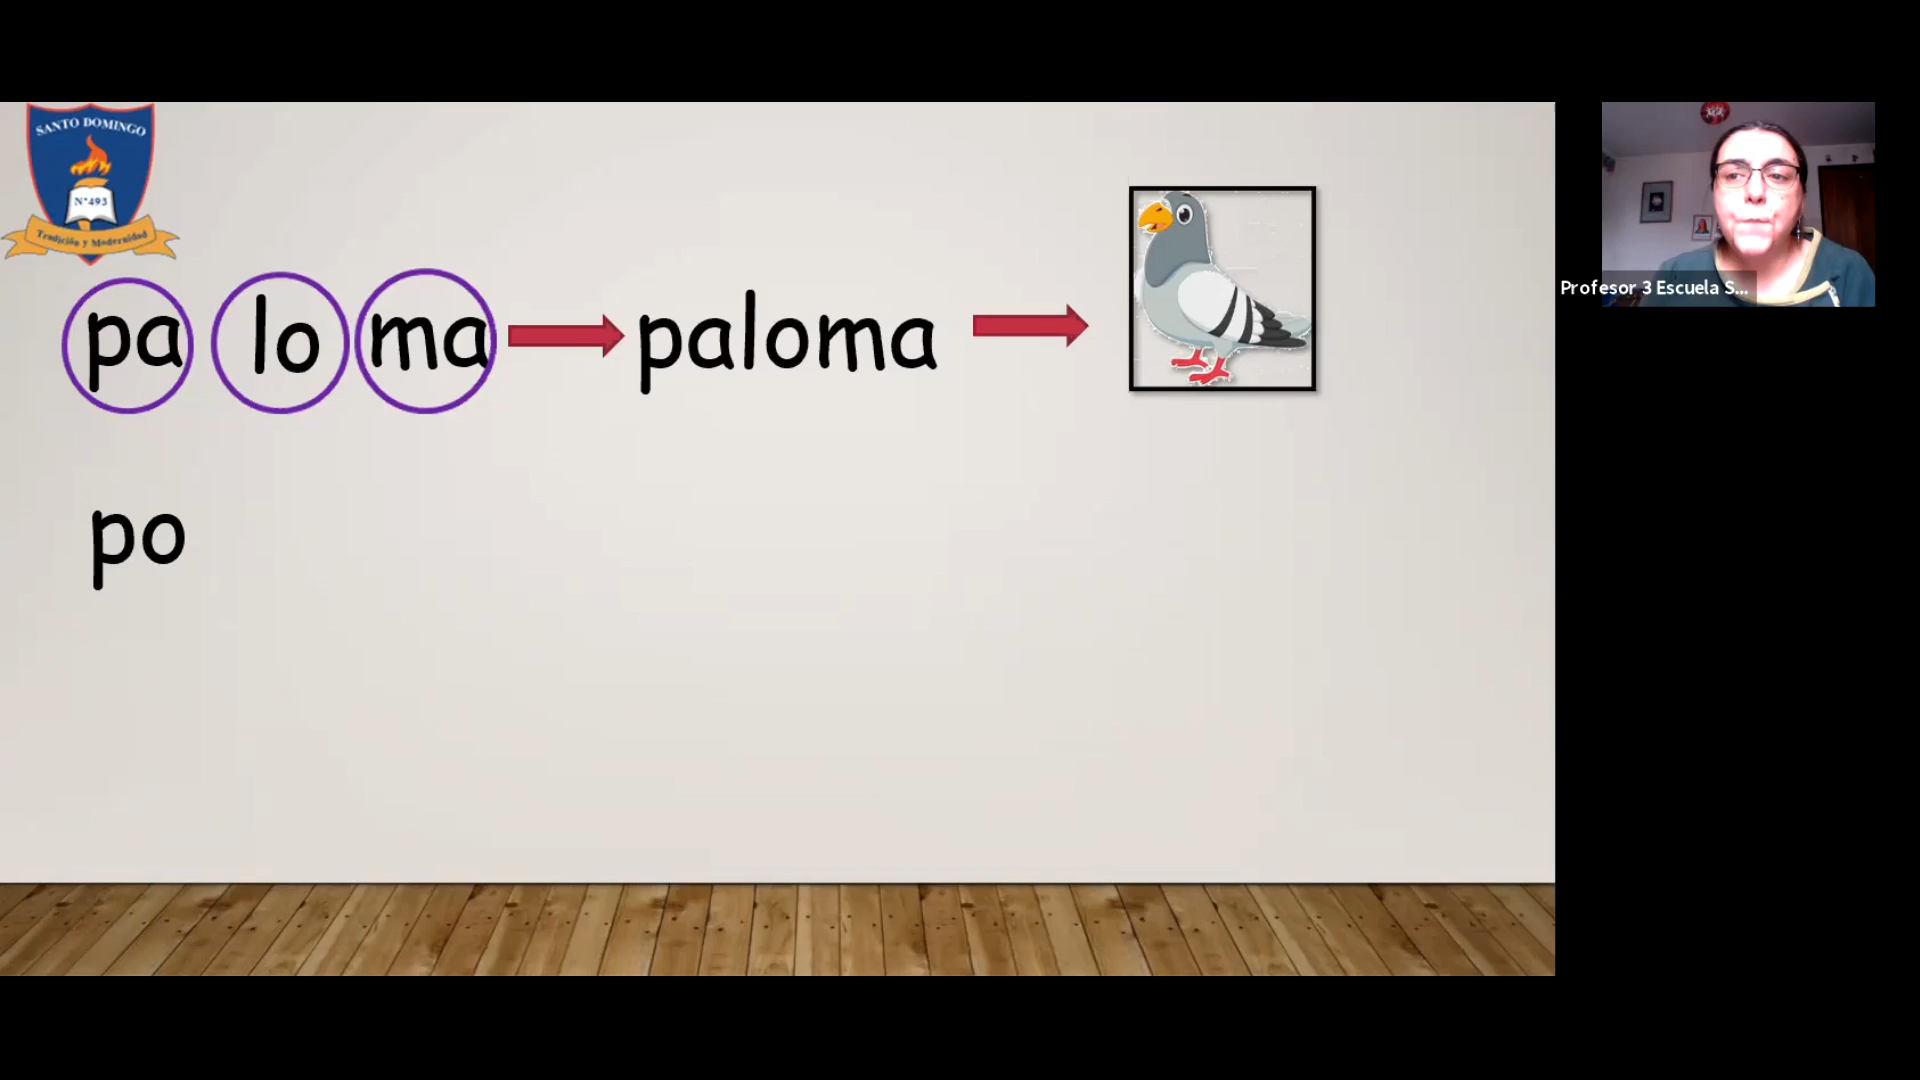 SANTO DOMINGO
N°493
Tradición y Modernidad
pa lo ma paloma
po
Profesor 3 Escuela S...